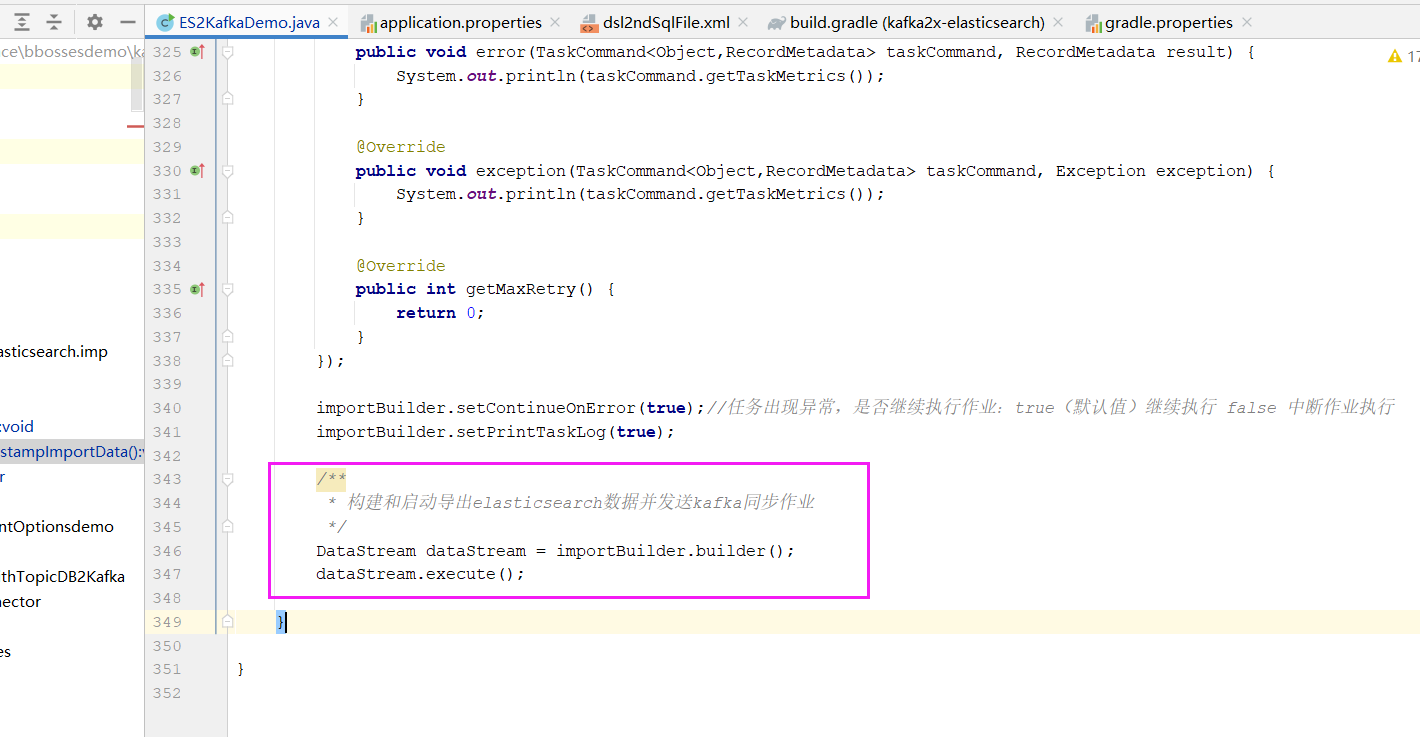 ES2KafkaDemo.java application.properties dsl2ndSqlFile.xml build.gradle (kafka2x-elasticsearch) gradle.properties
ce\bbossesdemo\ka
325 public void error(TaskCommand<Object,RecordMetadata> taskCommand, RecordMetadata result) {
326 System.out.println(taskCommand.getTaskMetrics());
327 }
328
329 @Override
330 public void exception(TaskCommand<Object,RecordMetadata> taskCommand, Exception exception) {
331 System.out.println(taskCommand.getTaskMetrics());
332 }
333
334 @Override
335 public int getMaxRetry() {
336 return 0;
337 }
338 });
339
340 importBuilder.setContinueOnError(true);//任务出现异常，是否继续执行作业：true（默认值）继续执行 false 中断作业执行
341 importBuilder.setPrintTaskLog(true);
342
343 /**
344 * 构建和启动导出elasticsearch数据并发送kafka同步作业
345 */
346 DataStream dataStream = importBuilder.builder();
347 dataStream.execute();
348
349 }
350
351 }
352
17
asticsearch.imp
:void
stampImportData():v
r
ntOptionsdemo
thTopicDB2Kafka
nector
es